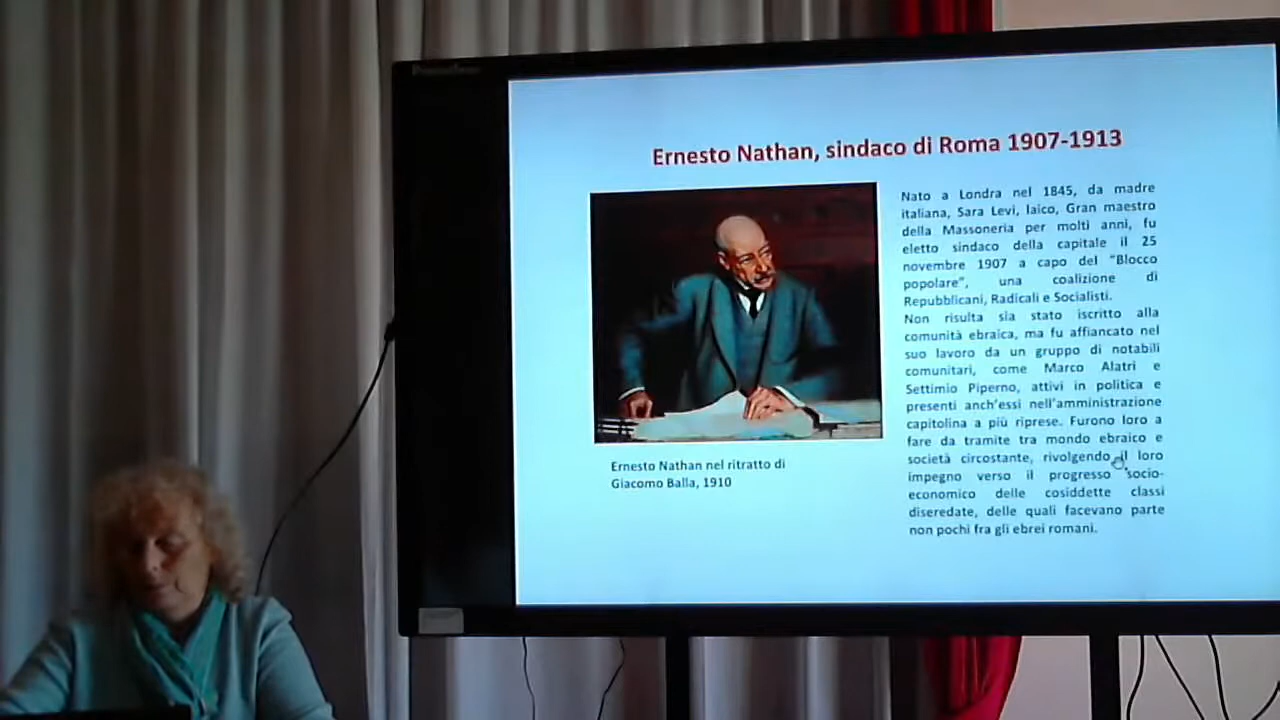 Ernesto Nathan, sindaco di Roma 1907-1913
Nato a Londra nel 1845, da madre
italiana, Sara Levi, laico, Gran maestro
della Massoneria per molti anni, fu
eletto sindaco della capitale il 25
novembre 1907 a capo del "Blocco
popolare", una coalizione di
Repubblicani, Radicali e Socialisti.
Non risulta sia stato iscritto alla
comunità ebraica, ma fu affiancato nel
suo lavoro da un gruppo di notabili
comunitari, come Marco Alatri e
Settimio Piperno, attivi in politica e
presenti anch'essi nell'amministrazione
capitolina a più riprese. Furono loro a
fare da tramite tra mondo ebraico e
società circostante, rivolgendo il loro
impegno verso il progresso socio-
economico delle cosiddette classi
diseredate, delle quali facevano parte
non pochi fra gli ebrei romani.
Ernesto Nathan nel ritratto di
Giacomo Balla, 1910